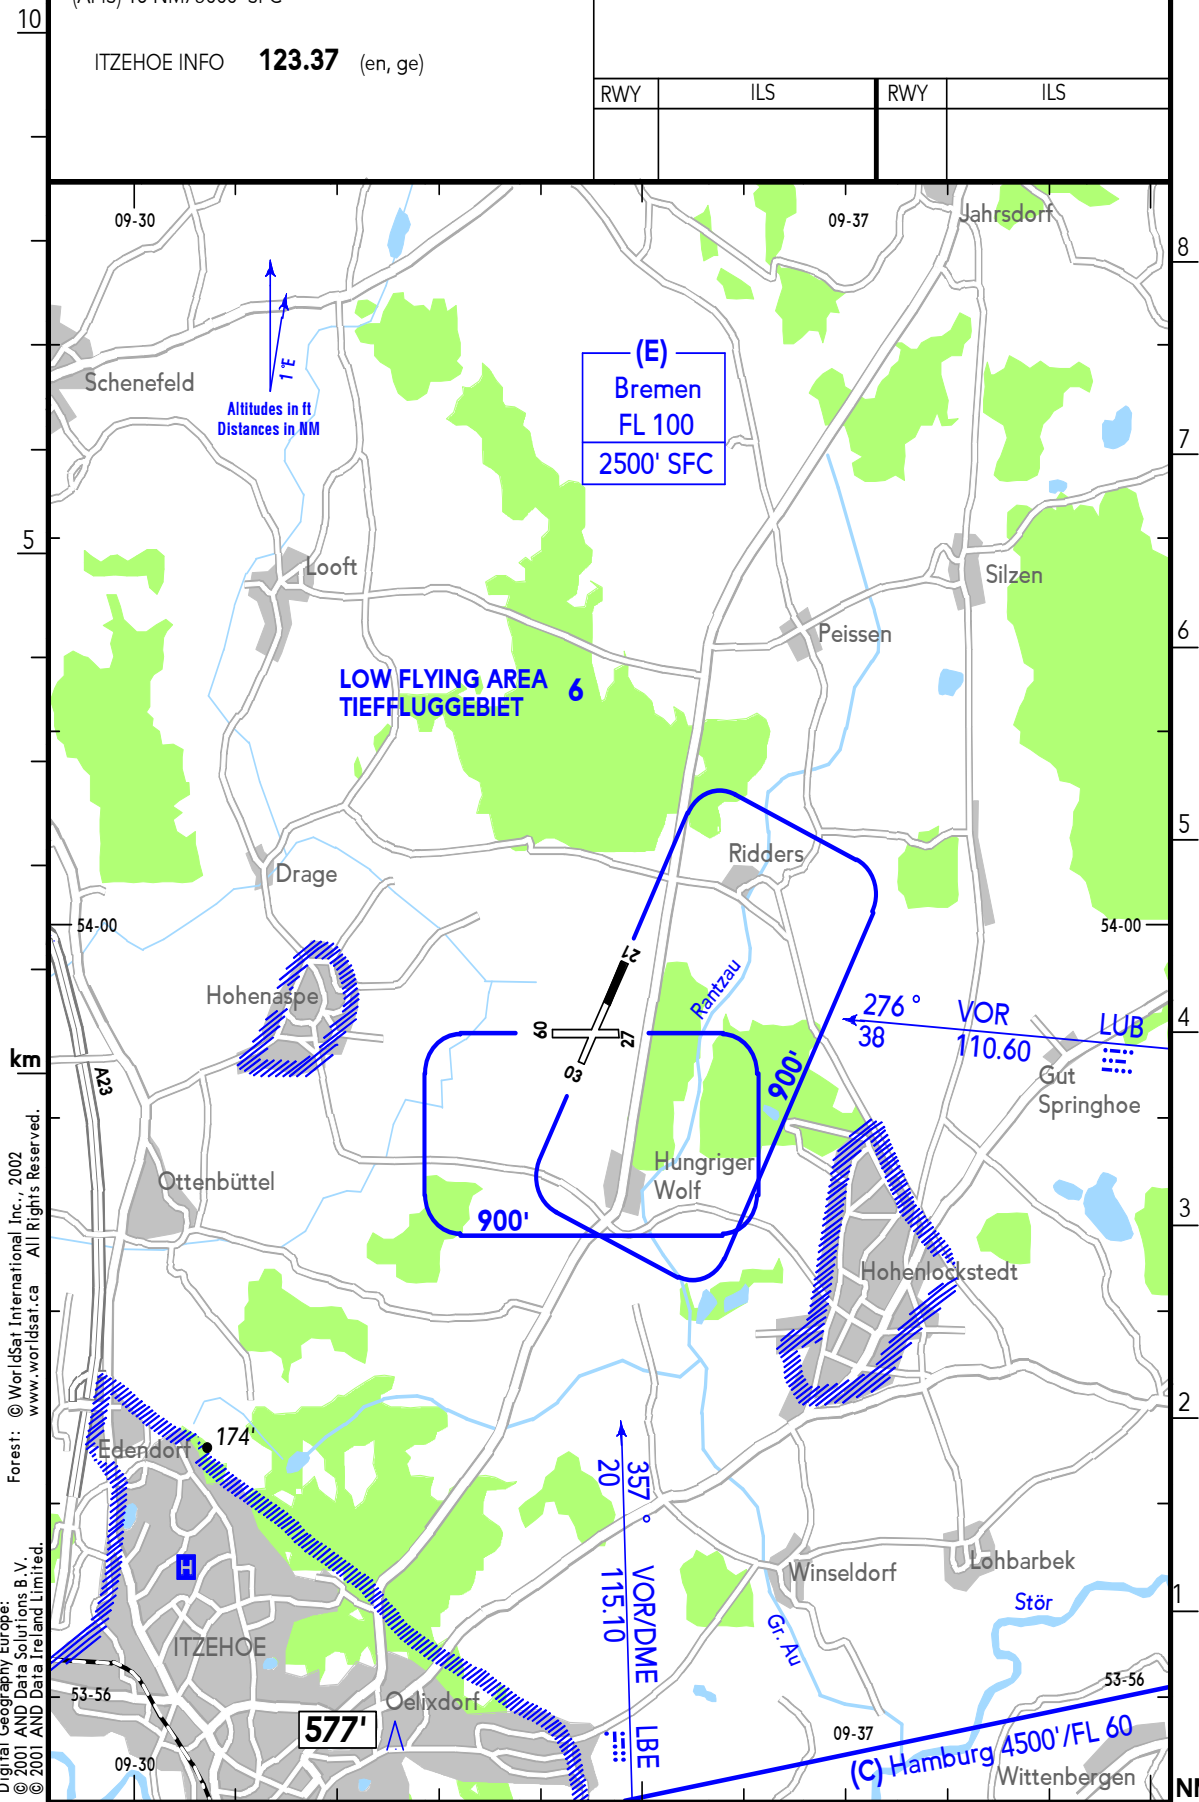 10
ITZEHOE INFO 123.37 (en, ge)
RWY ILS RWY ILS
09-30
09-37
Jahrsdorf
8
1°E
Schenefeld
Altitudes in ft
Distances in NM
(E)
Bremen
FL 100
2500' SFC
7
5
Looft
Silzen
6
Peissen
LOW FLYING AREA 6
TIEFFLUGGEBIET
5
Ridders
Drage
54-00
54-00
21
Rantzau
Hohenaspe
276° VOR LUB
38 110.60
09 27
4
km
A23
03
900'
Gut
Springhoe
Hungriger
Wolf
Ottenbüttel
3
900'
Hohenlockstedt
2
174'
Edendorf
357° VOR/DME LBE
20 115.10
H
Winseldorf
Lohbarbek
1
Stör
Gr. Au
ITZEHOE
53-56
53-56
Oelixdorf
577'
09-37
(C) Hamburg 4500'/FL 60
09-30
Wittenbergen
Forest: © WorldSat International Inc., 2002
www.worldsat.ca All Rights Reserved.
Digital Geography Europe:
© 2001 AND Data Solutions B.V.
© 2001 AND Data Ireland Limited.